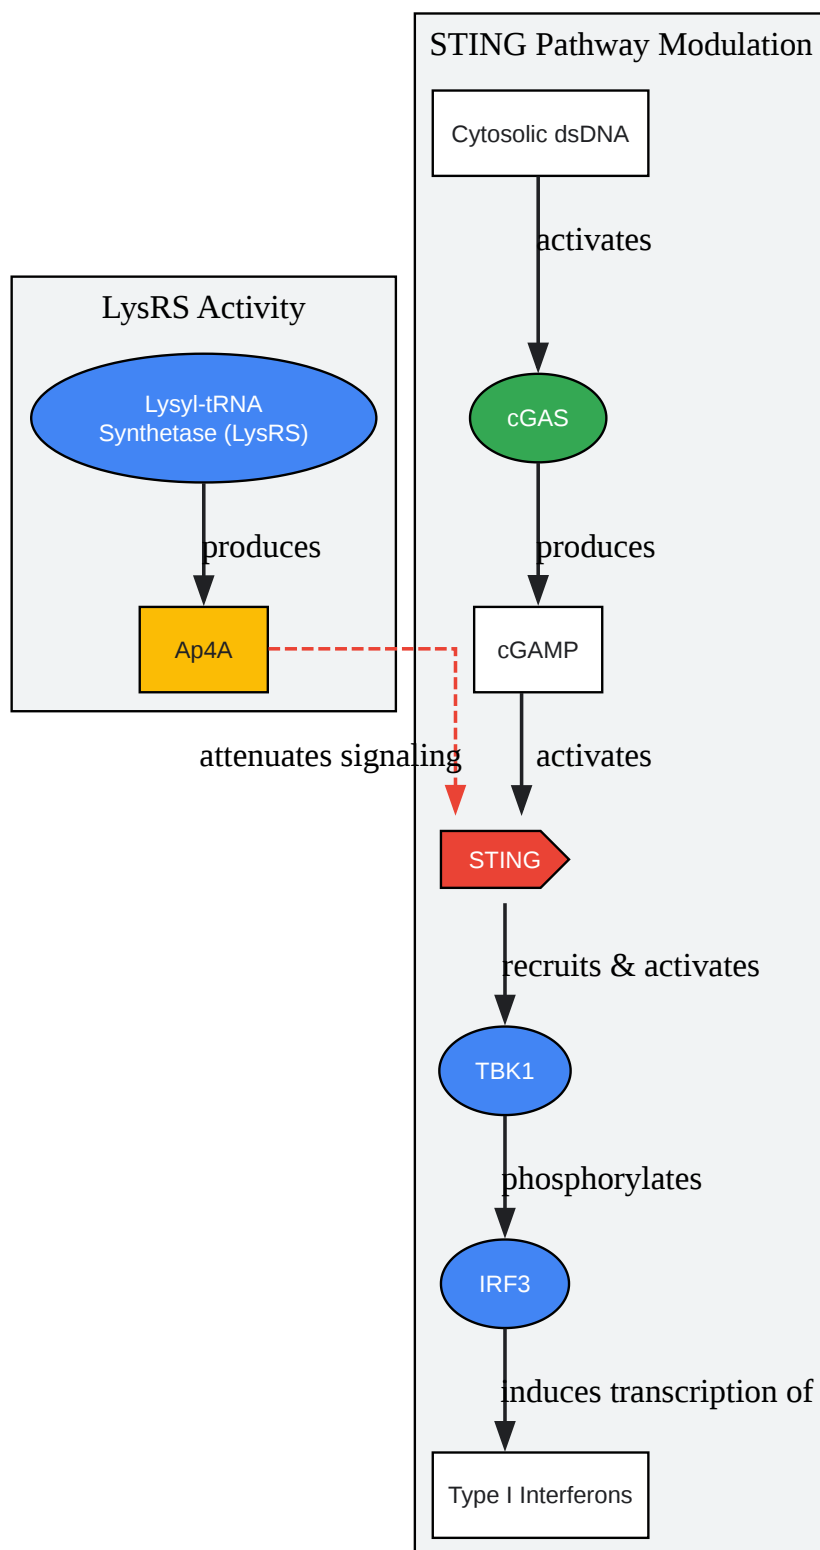 STING Pathway Modulation
Cytosolic dsDNA
activates
LysRS Activity
Lysyl-tRNA
Synthetase (LysRS)
cGAS
produces
produces
Ap4A
cGAMP
attenuates signaling
activates
STING
recruits & activates
TBK1
phosphorylates
IRF3
induces transcription of
Type I Interferons